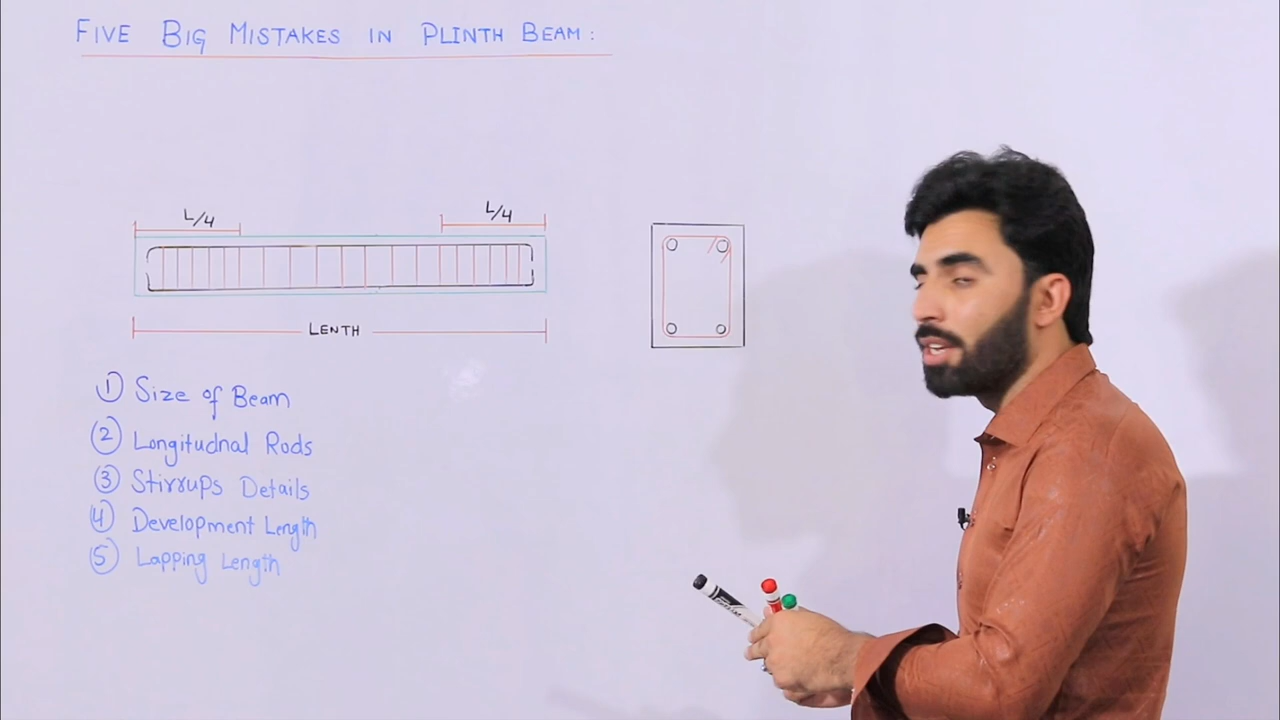 FIVE BIG MISTAKES IN PLINTH BEAM :
L/4 L/4
LENTH
① Size of Beam
② Longitudnal Rods
③ Stirrups Details
④ Development Length
⑤ Lapping Length